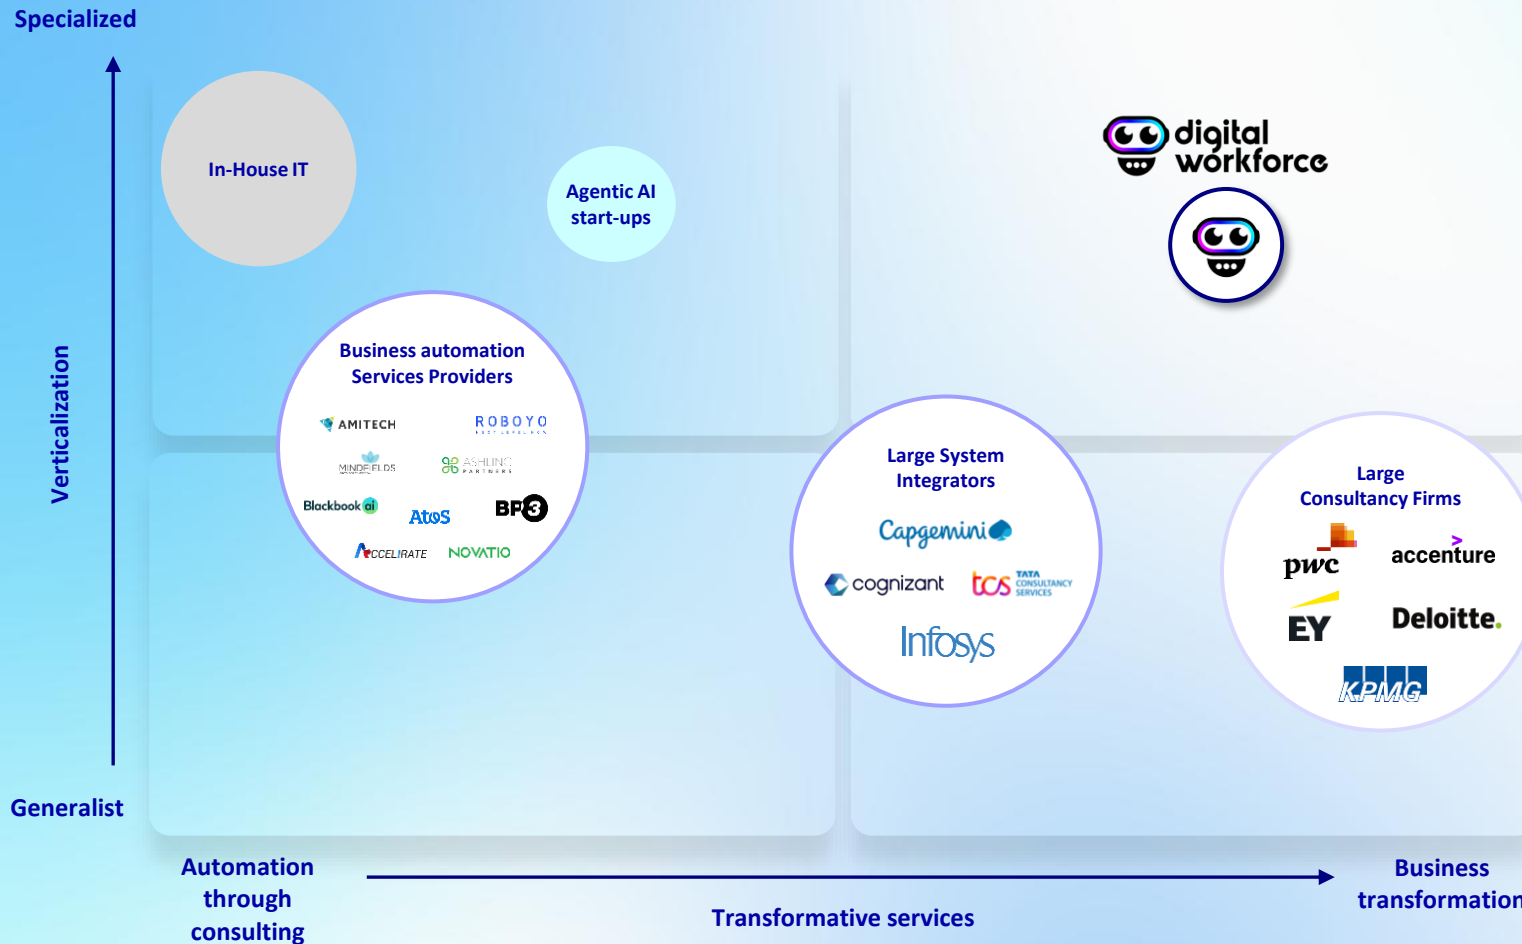 Specialized
In-House IT
Agentic AI
start-ups
digital
workforce
Verticalization
Business automation
Services Providers
AMITECH
ROBOYO
MINDFIELDS
ASHLING
PARTNERS
Blackbook ai
Atos
BP3
ACCELIRATE
NOVATIO
Large System
Integrators
Capgemini
cognizant
tcs TATA
CONSULTANCY
SERVICES
Infosys
Large
Consultancy Firms
pwc
accenture
EY
Deloitte.
KPMG
Generalist
Automation
through
consulting
Transformative services
Business
transformation